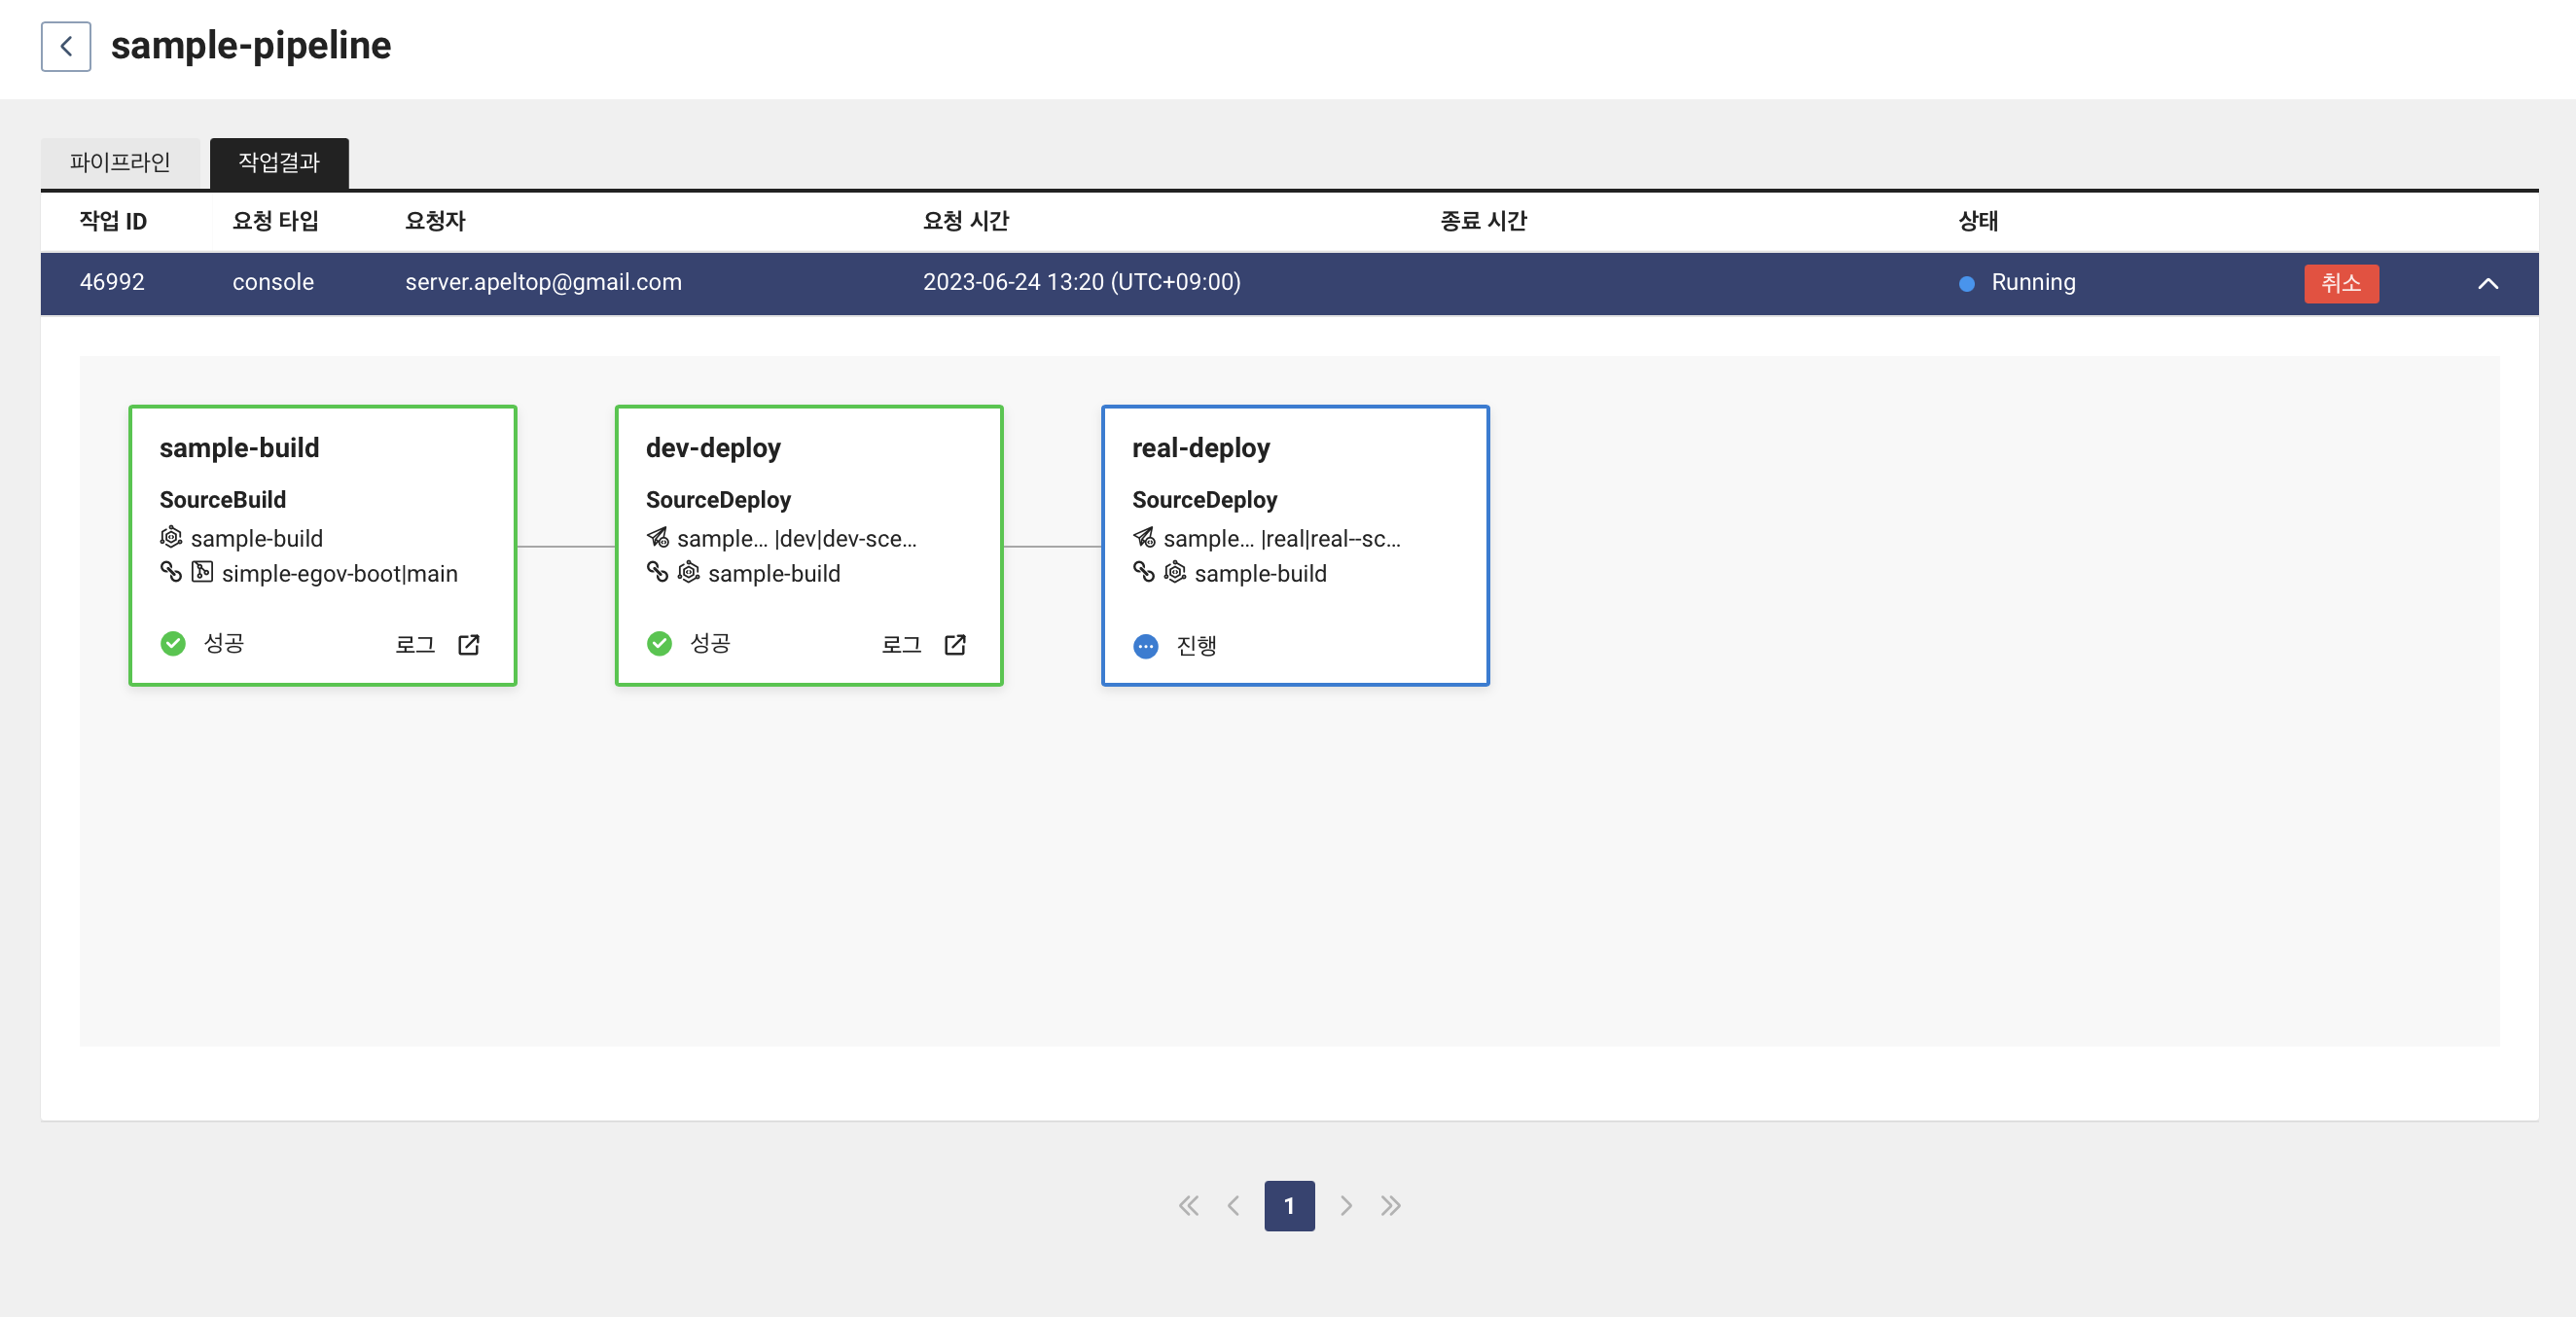 sample-pipeline
파이프라인 작업결과
작업 ID 요청 타입 요청자 요청 시간 종료 시간 상태
46992 console server.apeltop@gmail.com 2023-06-24 13:20 (UTC+09:00) Running 취소
sample-build
SourceBuild
sample-build
simple-egov-boot|main
성공 로그
dev-deploy
SourceDeploy
sample... |dev|dev-sce...
sample-build
성공 로그
real-deploy
SourceDeploy
sample... |real|real--sc...
sample-build
진행
1